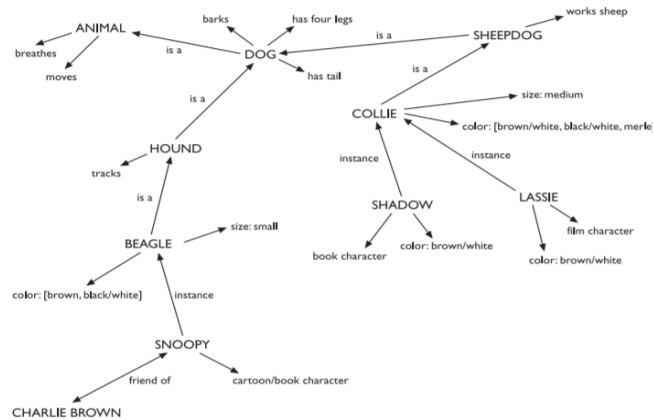 works sheep
barks
has four legs
ANIMAL
is a
SHEEPDOG
breathes
is a
DOG
moves
has tail
is a
is a
size: medium
COLLIE
color: [brown/white, black/white, merle]
HOUND
instance
instance
tracks
is a
SHADOW
LASSIE
size: small
film character
BEAGLE
book character
color: brown/white
color: brown/white
color: [brown, black/white]
instance
SNOOPY
friend of
cartoon/book character
CHARLIE BROWN